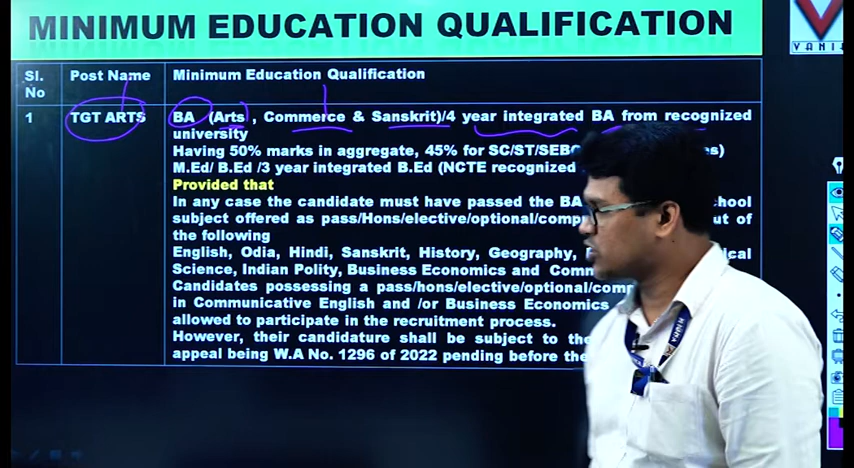 MINIMUM EDUCATION QUALIFICATION
VANI
Sl. No
Post Name
Minimum Education Qualification
1
TGT ARTS
BA (Arts , Commerce & Sanskrit)/4 year integrated BA from recognized
university
Having 50% marks in aggregate, 45% for SC/ST/SEBC
M.Ed/ B.Ed /3 year integrated B.Ed (NCTE recognized
Provided that
In any case the candidate must have passed the BA
subject offered as pass/Hons/elective/optional/comp out of
the following
English, Odia, Hindi, Sanskrit, History, Geography,
Science, Indian Polity, Business Economics and Comm
Candidates possessing a pass/hons/elective/optional/comp
in Communicative English and /or Business Economics
allowed to participate in the recruitment process.
However, their candidature shall be subject to the
appeal being W.A No. 1296 of 2022 pending before the